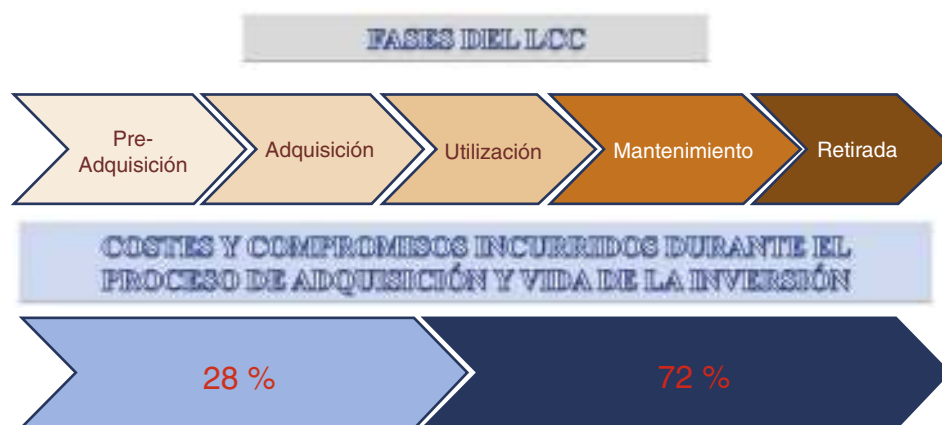 FASES DEL LCC
Pre-
Adquisición
Adquisición
Utilización
Mantenimiento
Retirada
COSTES Y COMPROMISOS INCURRIDOS DURANTE EL
PROCESO DE ADQUISICIÓN Y VIDA DE LA INVERSIÓN
28 %
72 %